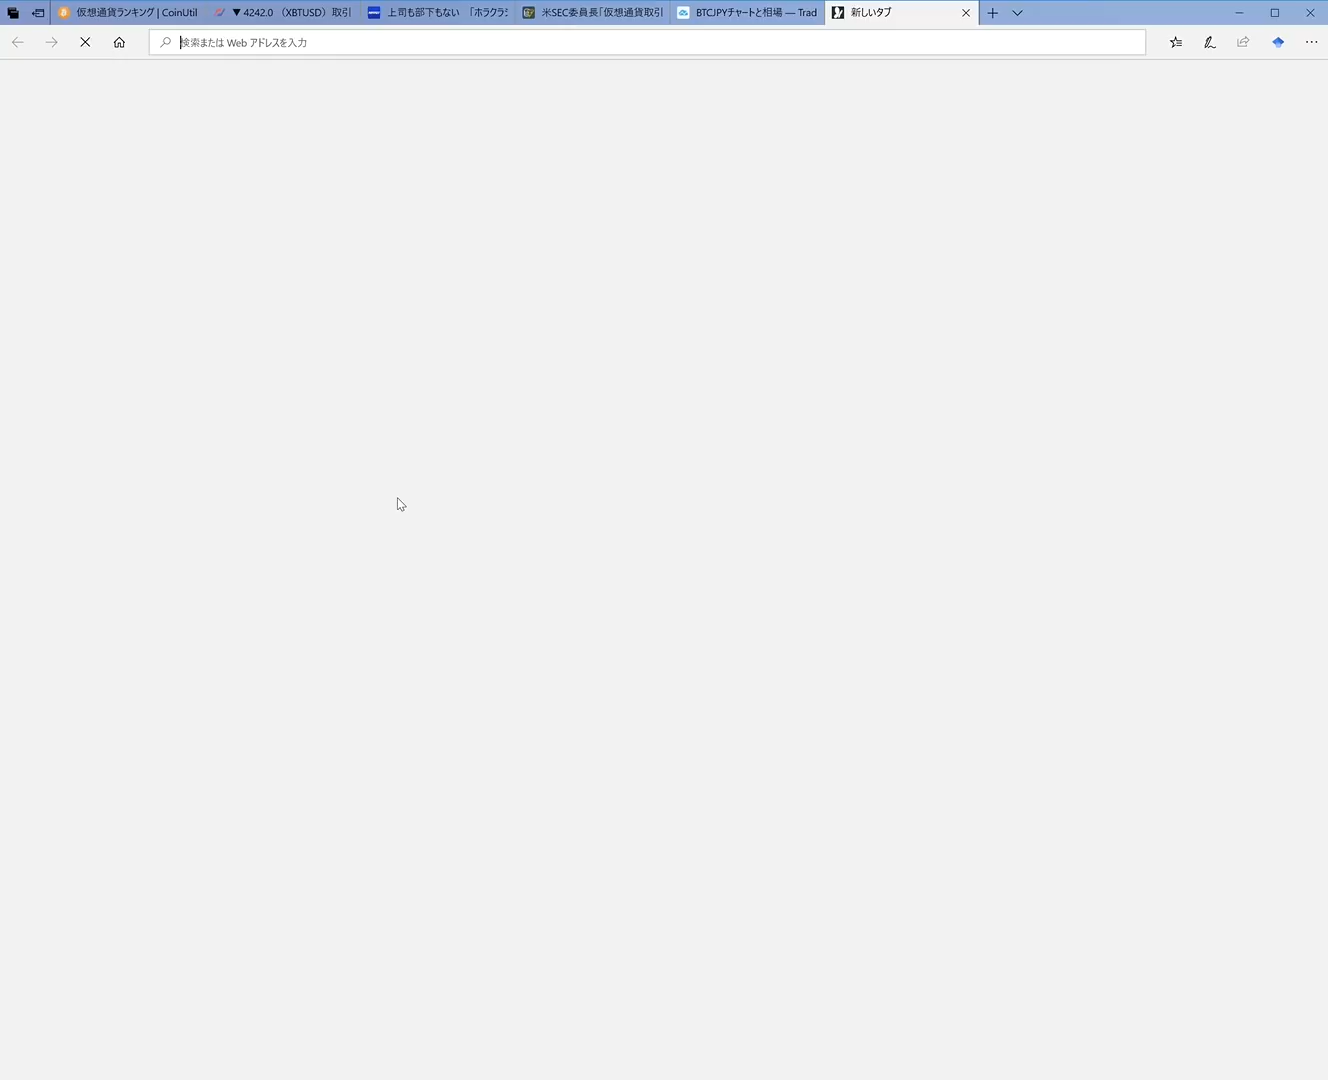 仮想通貨ランキング | CoinUtil
▼ 4242.0 （XBTUSD）取引
上司も部下もない 「ホラクラシ
米SEC委員長「仮想通貨取引
BTCJPYチャートと相場 — Trad
新しいタブ
検索または Web アドレスを入力